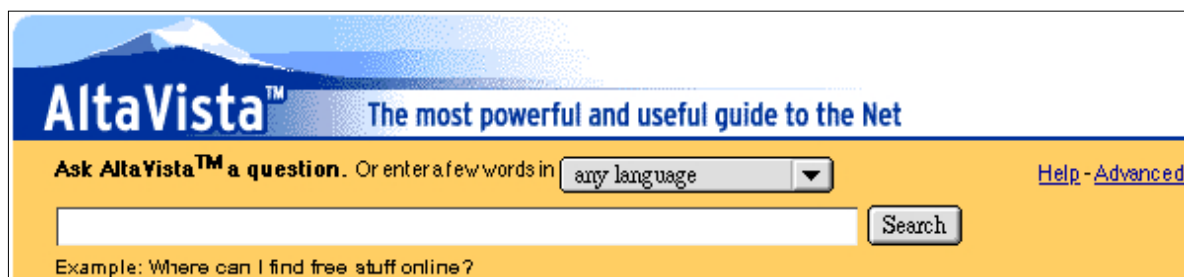 AltaVista™ The most powerful and useful guide to the Net
Ask AltaVista™ a question. Or enter a few words in any language Help - Advanced
Search
Example: Where can I find free stuff online?